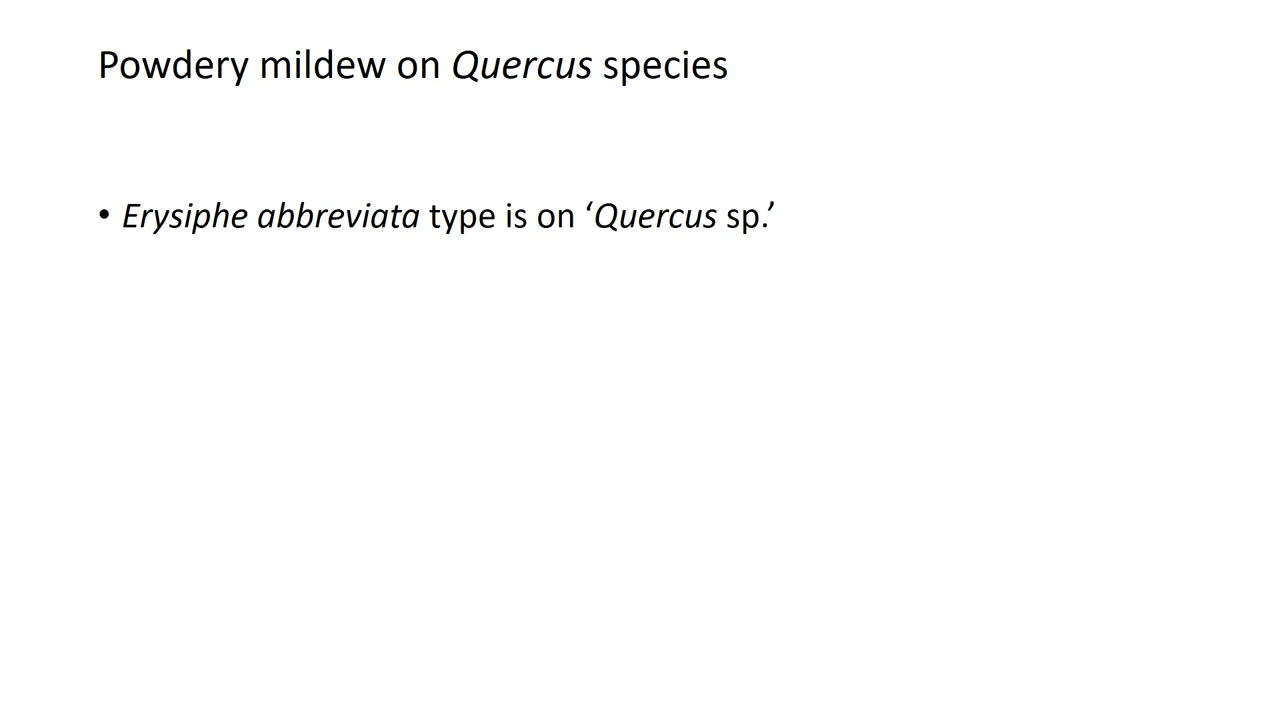 Powdery mildew on Quercus species
• Erysiphe abbreviata type is on ‘Quercus sp.’